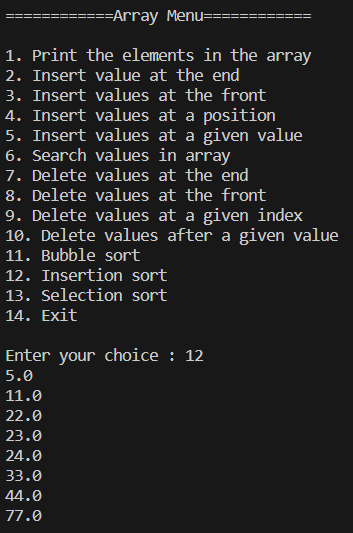 ============Array Menu============
1. Print the elements in the array
2. Insert value at the end
3. Insert values at the front
4. Insert values at a position
5. Insert values at a given value
6. Search values in array
7. Delete values at the end
8. Delete values at the front
9. Delete values at a given index
10. Delete values after a given value
11. Bubble sort
12. Insertion sort
13. Selection sort
14. Exit
Enter your choice : 12
5.0
11.0
22.0
23.0
24.0
33.0
44.0
77.0